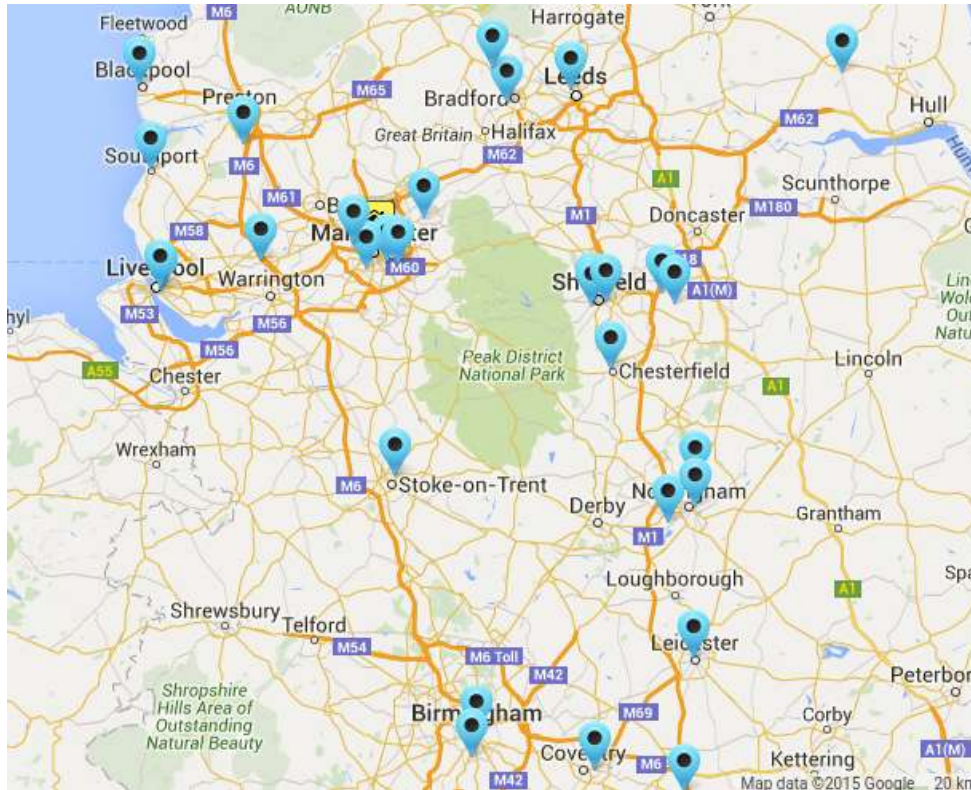 M6
AONB
Harrogate
Fleetwood
Blackpool
Leeds
M65
Bradford
Preston
Hull
Great Britain
Halifax
M62
M62
Southport
M6
A1
Scunthorpe
M61
M180
M1
Doncaster
M58
M60
Liverpool
Warrington
Sheffield
A1(M)
M53
M56
M56
Peak District
National Park
Lincoln
Chesterfield
A55
Chester
A1
Wrexham
M6
Stoke-on-Trent
Derby
Grantham
M1
Loughborough
A1
Shrewsbury
Telford
M54
M6 Toll
Leicester
M42
Peterbor
Shropshire
Hills Area of
Outstanding
Natural Beauty
Birmingham
M69
Corby
Coventry
M6
Kettering
A1(M)
M42
Map data ©2015 Google
20 km